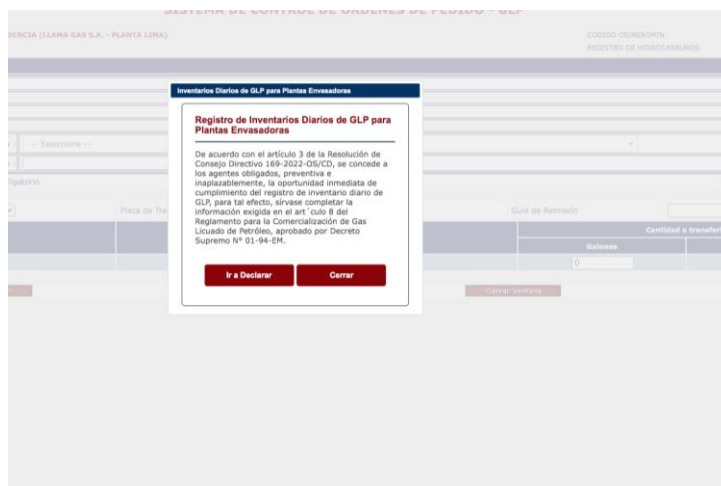 SISTEMA DE CONTROL DE ORDENES DE PEDIDO - GLP
DENCIA (LLAMA GAS S.A. - PLANTA LIMA)
CODIGO OSINERGMIN:
REGISTRO DE HIDROCARBUROS:
Inventarios Diarios de GLP para Plantas Envasadoras
Registro de Inventarios Diarios de GLP para
Plantas Envasadoras
-- Seleccione --
De acuerdo con el artículo 3 de la Resolución de
Consejo Directivo 169-2022-OS/CD, se concede a
los agentes obligados, preventiva e
inaplazablemente, la oportunidad inmediata de
cumplimiento del registro de inventario diario de
GLP, para tal efecto, sírvase completar la
información exigida en el art´culo 8 del
Reglamento para la Comercialización de Gas
Licuado de Petróleo, aprobado por Decreto
Supremo N° 01-94-EM.
ligatorio
Placa de Tra
Guía de Remisión
Cantidad a transferi
Galones
0
Ir a Declarar
Cerrar
Cerrar Ventana